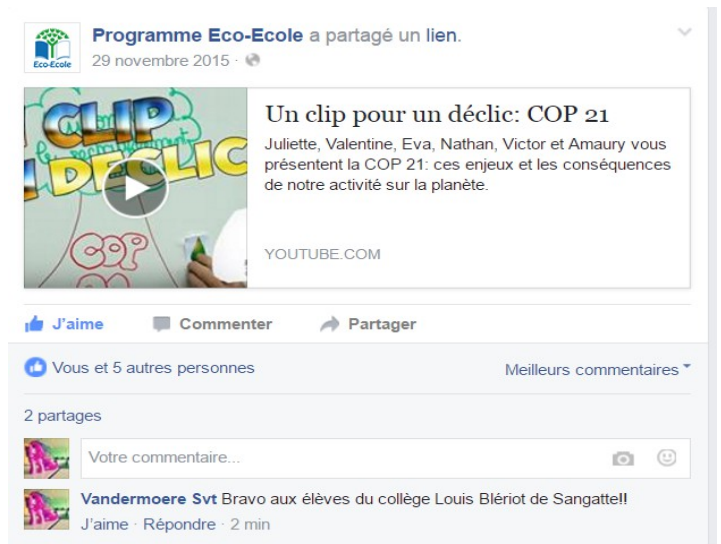 Programme Eco-Ecole a partagé un lien.
29 novembre 2015 ·
Eco-Ecole
UN CLIP
DECLIC
COP
Un clip pour un déclic: COP 21
Juliette, Valentine, Eva, Nathan, Victor et Amaury vous
présentent la COP 21: ces enjeux et les conséquences
de notre activité sur la planète.
YOUTUBE.COM
J'aime Commenter Partager
Vous et 5 autres personnes Meilleurs commentaires
2 partages
Votre commentaire...
Vandermoere Svt Bravo aux élèves du collège Louis Blériot de Sangatte!!
J'aime · Répondre · 2 min